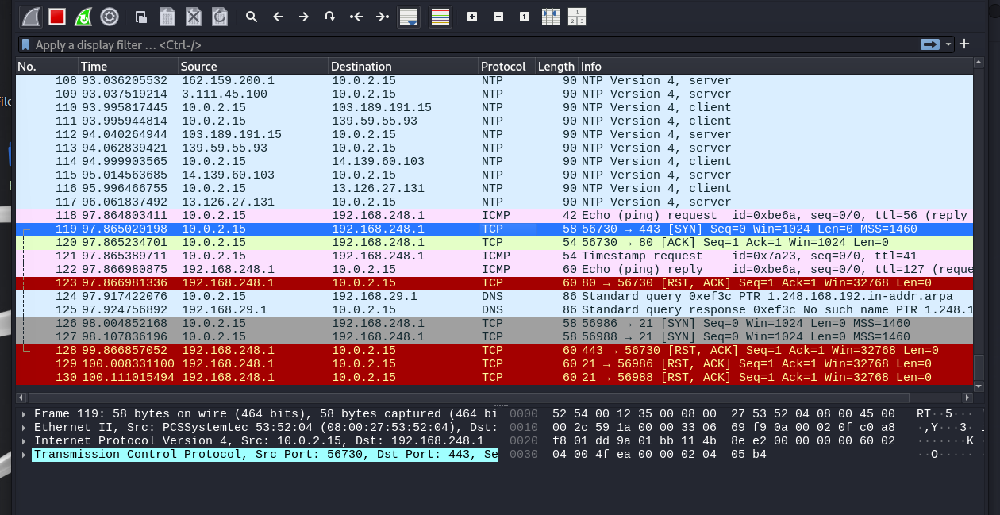 Apply a display filter … <Ctrl-/>
No. Time Source Destination Protocol Length Info
108 93.036205532 162.159.200.1 10.0.2.15 NTP 90 NTP Version 4, server
109 93.037519214 3.111.45.100 10.0.2.15 NTP 90 NTP Version 4, server
110 93.995817445 10.0.2.15 103.189.191.15 NTP 90 NTP Version 4, client
111 93.995944814 10.0.2.15 139.59.55.93 NTP 90 NTP Version 4, client
112 94.040264944 103.189.191.15 10.0.2.15 NTP 90 NTP Version 4, server
113 94.062839421 139.59.55.93 10.0.2.15 NTP 90 NTP Version 4, server
114 94.999903565 10.0.2.15 14.139.60.103 NTP 90 NTP Version 4, client
115 95.014563685 14.139.60.103 10.0.2.15 NTP 90 NTP Version 4, server
116 95.996466755 10.0.2.15 13.126.27.131 NTP 90 NTP Version 4, client
117 96.061837492 13.126.27.131 10.0.2.15 NTP 90 NTP Version 4, server
118 97.864803411 10.0.2.15 192.168.248.1 ICMP 42 Echo (ping) request id=0xbe6a, seq=0/0, ttl=56 (reply
119 97.865020198 10.0.2.15 192.168.248.1 TCP 58 56730 → 443 [SYN] Seq=0 Win=1024 Len=0 MSS=1460
120 97.865234701 10.0.2.15 192.168.248.1 TCP 54 56730 → 80 [ACK] Seq=1 Ack=1 Win=1024 Len=0
121 97.865389711 10.0.2.15 192.168.248.1 ICMP 54 Timestamp request id=0x7a23, seq=0/0, ttl=41
122 97.866980875 192.168.248.1 10.0.2.15 ICMP 60 Echo (ping) reply id=0xbe6a, seq=0/0, ttl=127 (reque
123 97.866981336 192.168.248.1 10.0.2.15 TCP 60 80 → 56730 [RST, ACK] Seq=1 Ack=1 Win=32768 Len=0
124 97.917422076 10.0.2.15 192.168.29.1 DNS 86 Standard query 0xef3c PTR 1.248.168.192.in-addr.arpa
125 97.924756892 192.168.29.1 10.0.2.15 DNS 86 Standard query response 0xef3c No such name PTR 1.248.1
126 98.004852168 10.0.2.15 192.168.248.1 TCP 58 56986 → 21 [SYN] Seq=0 Win=1024 Len=0 MSS=1460
127 98.107836196 10.0.2.15 192.168.248.1 TCP 58 56988 → 21 [SYN] Seq=0 Win=1024 Len=0 MSS=1460
128 99.866857052 192.168.248.1 10.0.2.15 TCP 60 443 → 56730 [RST, ACK] Seq=1 Ack=1 Win=32768 Len=0
129 100.008331100 192.168.248.1 10.0.2.15 TCP 60 21 → 56986 [RST, ACK] Seq=1 Ack=1 Win=32768 Len=0
130 100.111015494 192.168.248.1 10.0.2.15 TCP 60 21 → 56988 [RST, ACK] Seq=1 Ack=1 Win=32768 Len=0
Frame 119: 58 bytes on wire (464 bits), 58 bytes captured (464 bi
Ethernet II, Src: PCSSystemtec_53:52:04 (08:00:27:53:52:04), Dst:
Internet Protocol Version 4, Src: 10.0.2.15, Dst: 192.168.248.1
Transmission Control Protocol, Src Port: 56730, Dst Port: 443, Se
0000 52 54 00 12 35 00 08 00 27 53 52 04 08 00 45 00 RT··5···
0010 00 2c 59 1a 00 00 33 06 69 f9 0a 00 02 0f c0 a8 ·,Y···3· i
0020 f8 01 dd 9a 01 bb 11 4b 8e e2 00 00 00 00 60 02 ·······K
0030 04 00 4f ea 00 00 02 04 05 b4 ··O·····